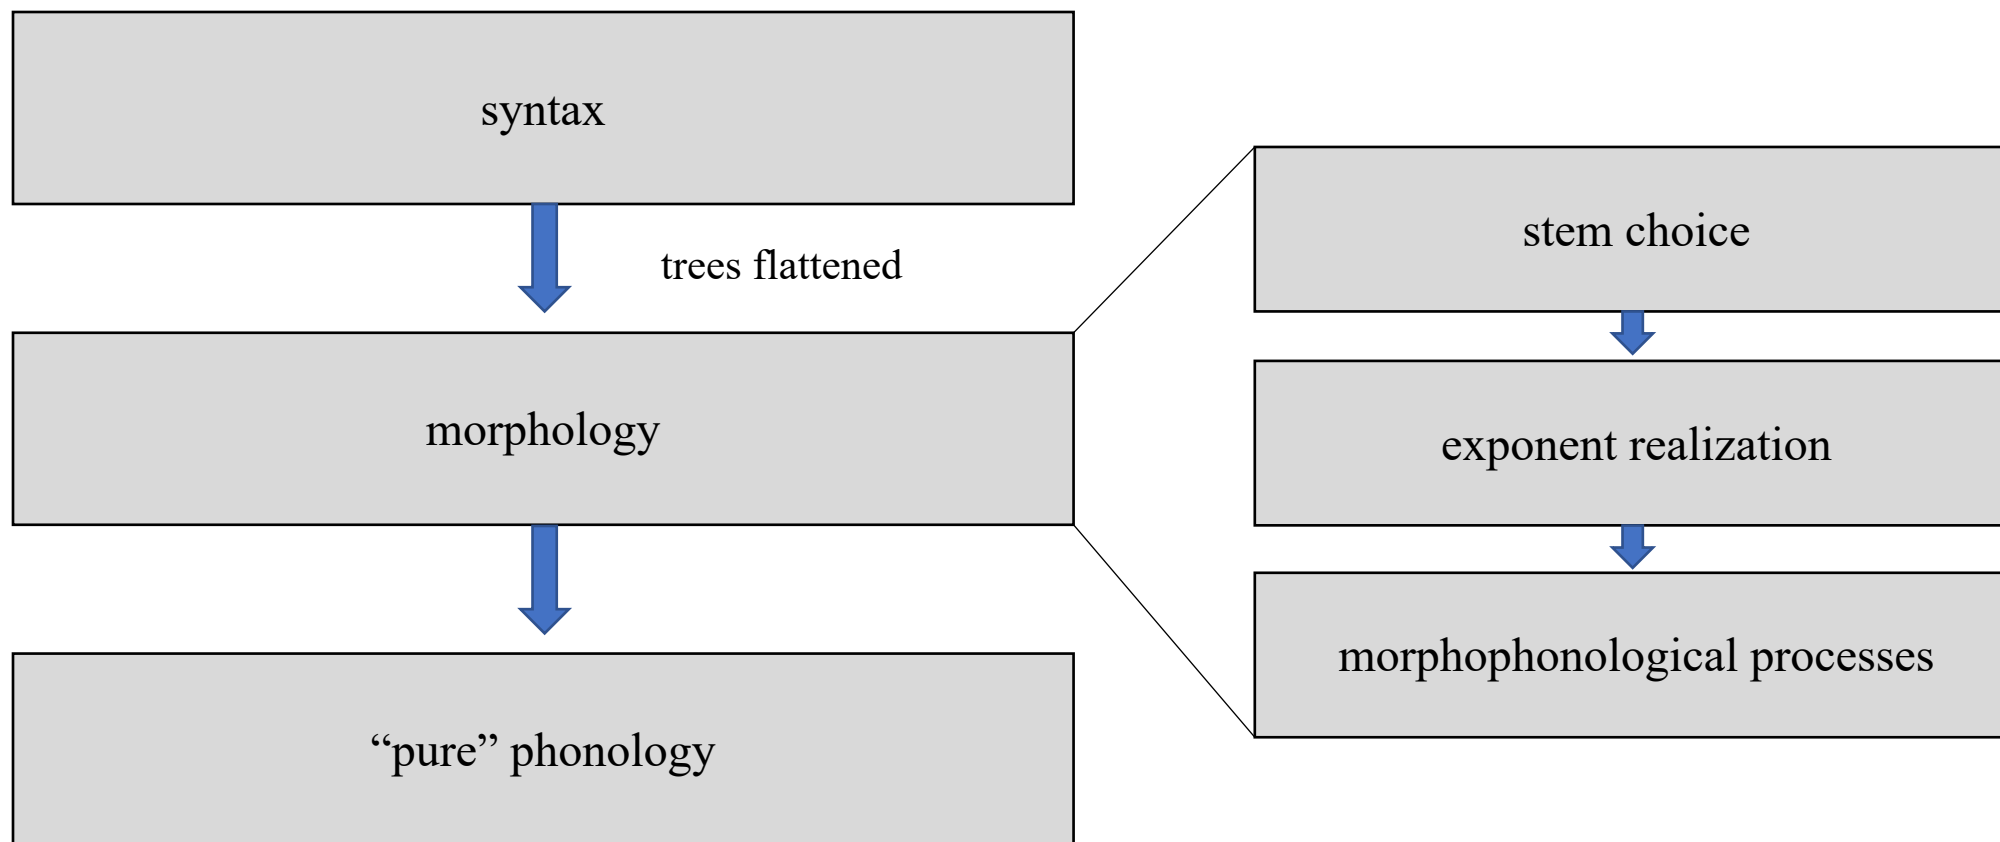 syntax
trees flattened
morphology
“pure” phonology
stem choice
exponent realization
morphophonological processes